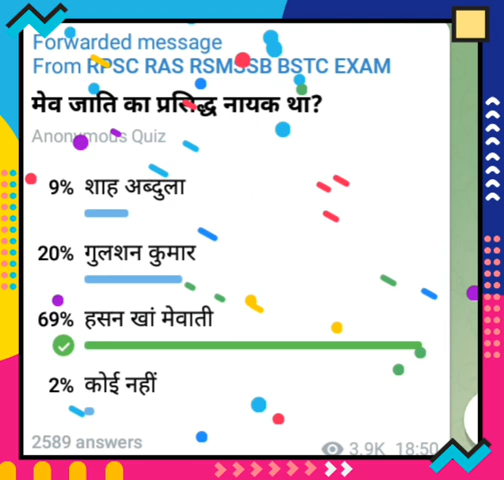 Forwarded message
From RPSC RAS RSMSSB BSTC EXAM
मेव जाति का प्रसिद्ध नायक था?
Anonymous Quiz
9% शाह अब्दुला
20% गुलशन कुमार
69% हसन खां मेवाती
2% कोई नहीं
2589 answers
3.9K 18:50